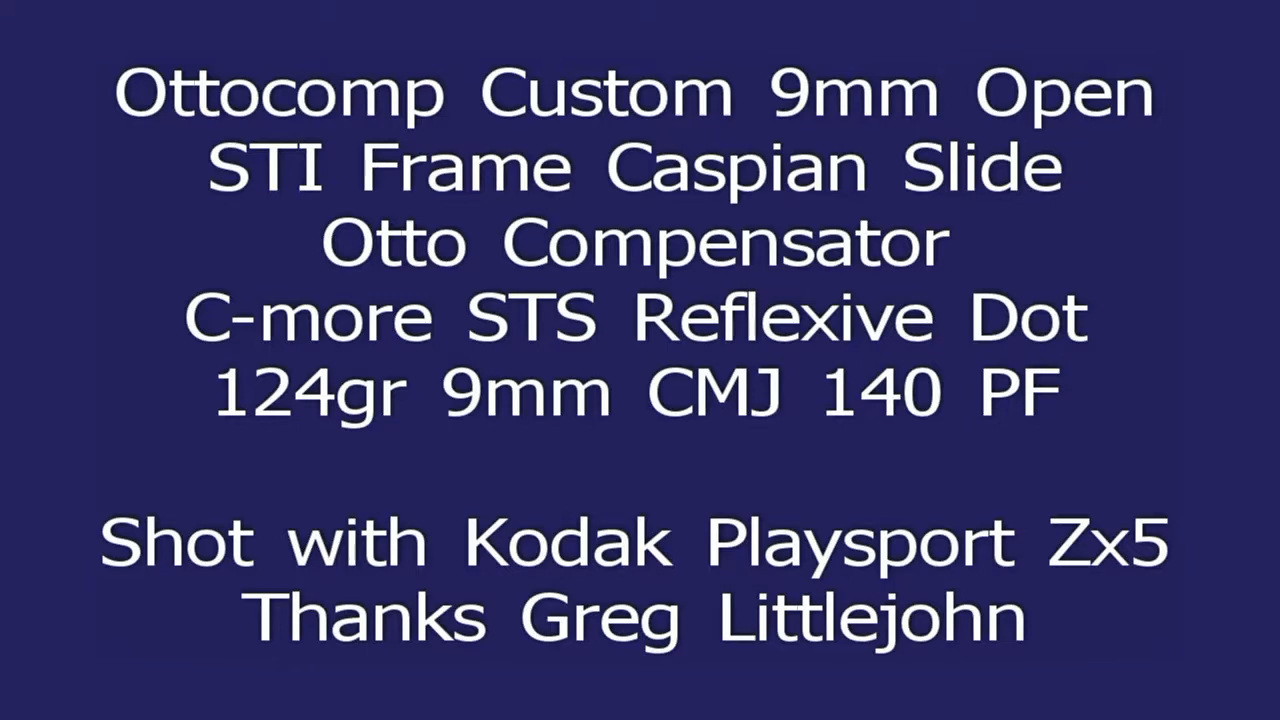 Ottocomp Custom 9mm Open
STI Frame Caspian Slide
Otto Compensator
C-more STS Reflexive Dot
124gr 9mm CMJ 140 PF
Shot with Kodak Playsport Zx5
Thanks Greg Littlejohn